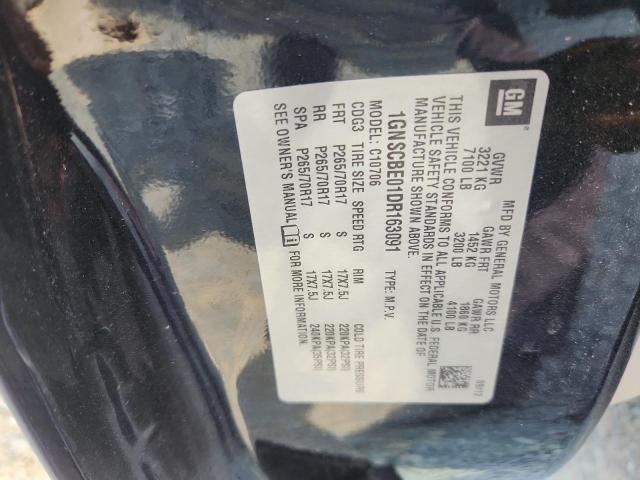 GM
MFD BY GENERAL MOTORS LLC
GVWR GAWR FRT GAWR RR
3221 KG 1452 KG 1860 KG
7100 LB 3200 LB 4100 LB
THIS VEHICLE CONFORMS TO ALL APPLICABLE U.S. FEDERAL MOTOR
VEHICLE SAFETY STANDARDS IN EFFECT ON THE DATE OF
MANUFACTURE SHOWN ABOVE.
1GNSCBE01DR163091 TYPE: M.P.V.
MODEL: C10706
CDG3 TIRE SIZE SPEED RTG RIM COLD TIRE PRESSURE
FRT P265/70R17 S 17X7.5J 220KPA(32PSI)
RR P265/70R17 S 17X7.5J 220KPA(32PSI)
SPA P265/70R17 S 17X7.5J 240KPA(35PSI)
SEE OWNER'S MANUAL FOR MORE INFORMATION.